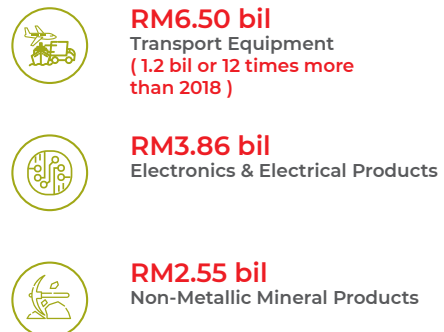 RM6.50 bil
Transport Equipment
( 1.2 bil or 12 times more
than 2018 )
RM3.86 bil
Electronics & Electrical Products
RM2.55 bil
Non-Metallic Mineral Products